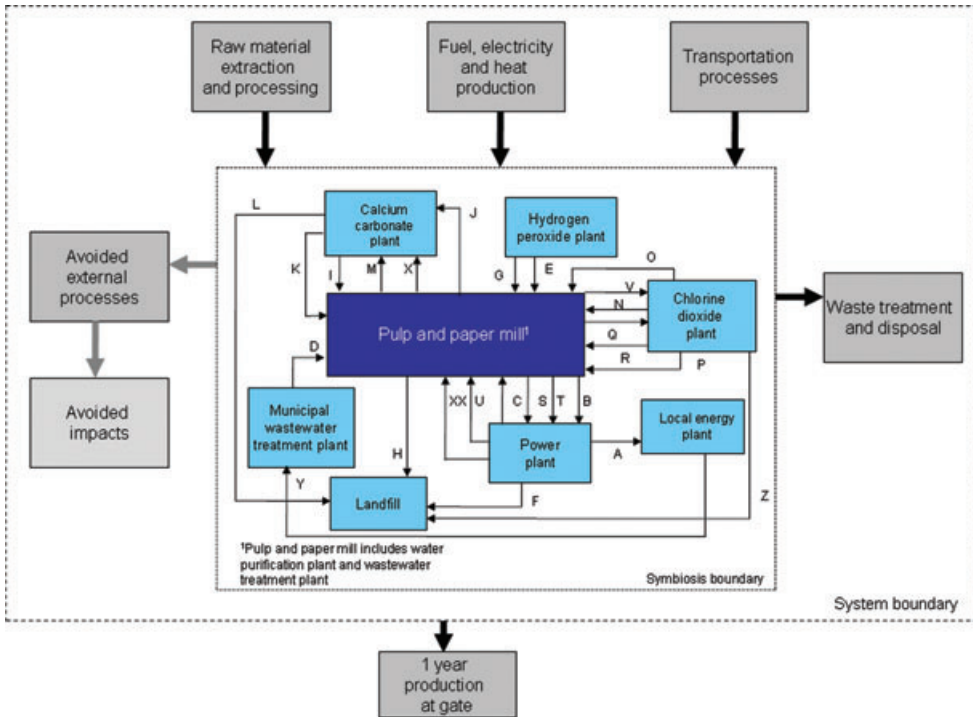 Raw material
extraction
and processing
Fuel, electricity
and heat
production
Transportation
processes
L
Calcium
carbonate
plant
J
Hydrogen
peroxide plant
K
I
M
X
G
E
O
V
N
Chlorine
dioxide
plant
Avoided
external
processes
Waste treatment
and disposal
Pulp and paper mill¹
Q
R
P
D
Avoided
impacts
Municipal
wastewater
treatment plant
XX
U
C
S
T
B
Local energy
plant
Power
plant
A
H
Y
Landfill
F
Z
¹Pulp and paper mill includes water
purification plant and wastewater
treatment plant
Symbiosis boundary
System boundary
1 year
production
at gate